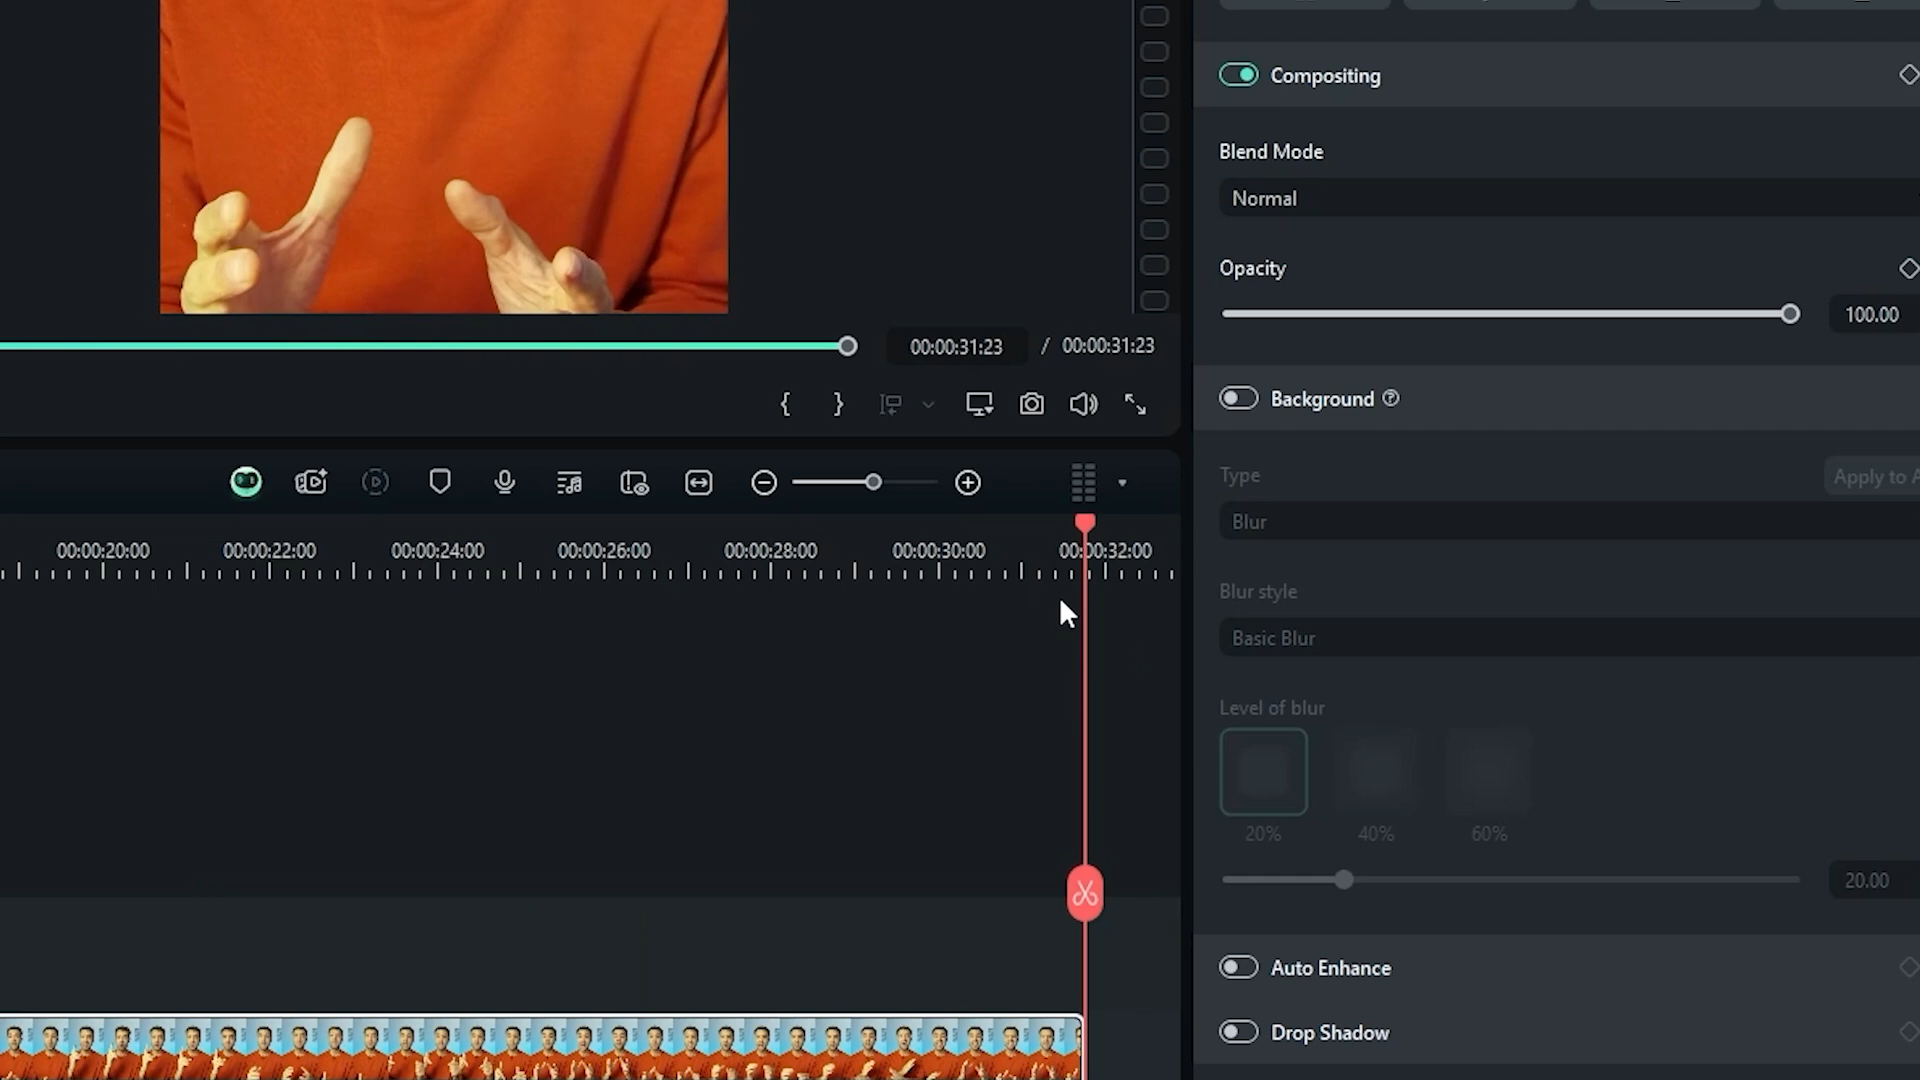 Compositing
Blend Mode
Normal
Opacity
100.00
00:00:31:23 / 00:00:31:23
{ }
Background
Type
Apply to A
Blur
00:00:20:00 00:00:22:00 00:00:24:00 00:00:26:00 00:00:28:00 00:00:30:00 00:00:32:00
Blur style
Basic Blur
Level of blur
20% 40% 60%
20.00
Auto Enhance
Drop Shadow